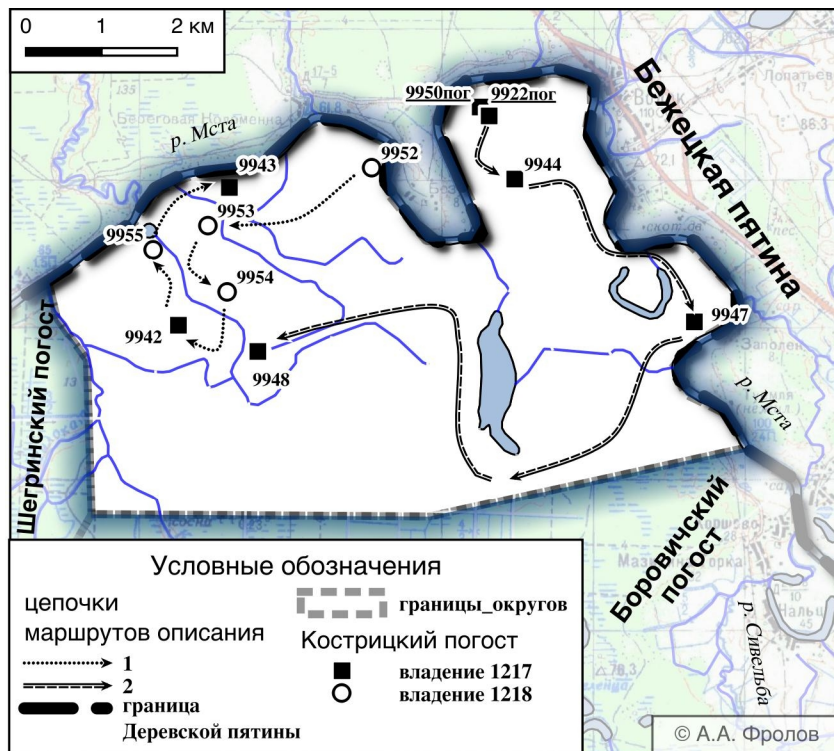 0 1 2 км
9950пог 9922пог
р. Мста
Бежецкая пятина
9943
9952
9944
9953
9955
9954
9942
9948
9947
Шегринский погост
р. Мста
Боровичский
погост
р. Сивельба
Условные обозначения
цепочки
маршрутов описания
1
2
граница
Деревской пятины
границы_округов
Кострицкий погост
владение 1217
владение 1218
© А.А. Фролов